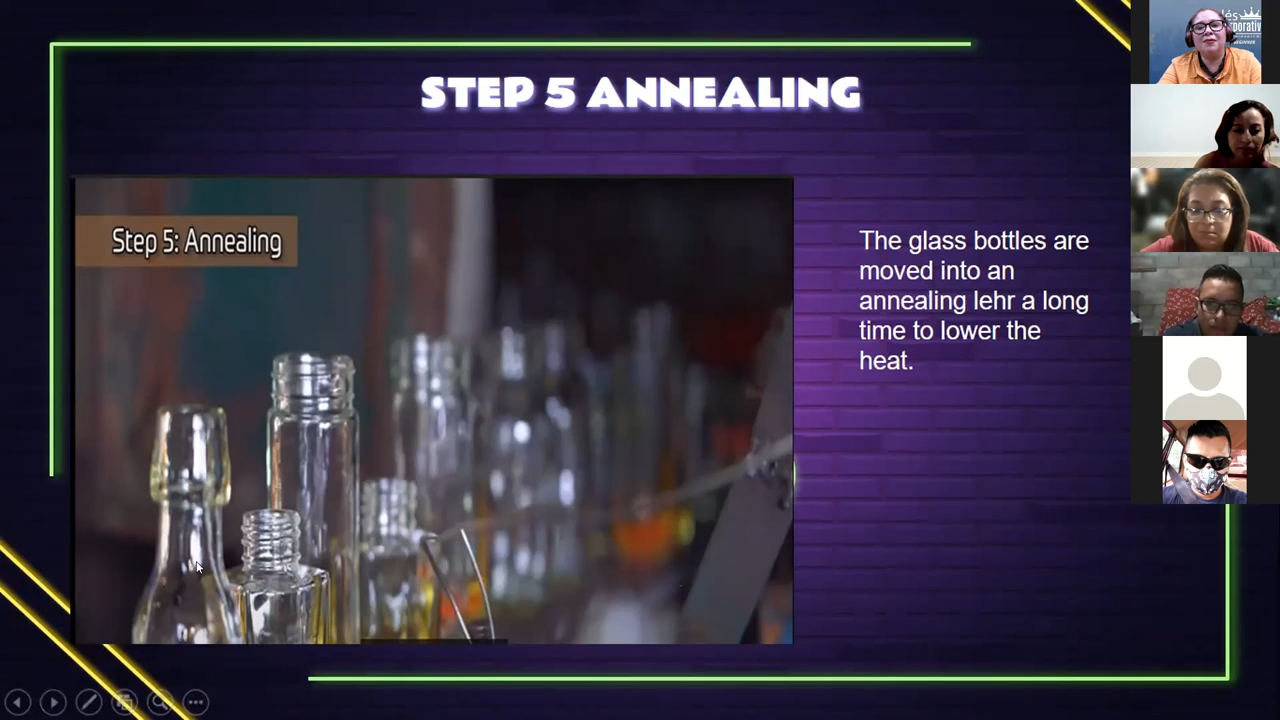 STEP 5 ANNEALING
Step 5: Annealing
The glass bottles are
moved into an
annealing lehr a long
time to lower the
heat.